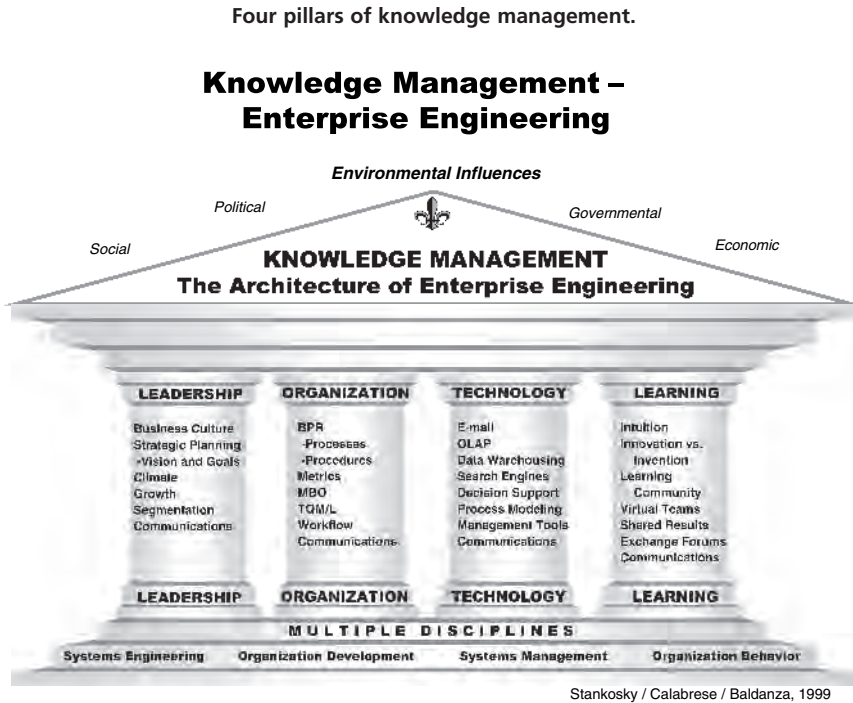 Four pillars of knowledge management.
Knowledge Management –
Enterprise Engineering
Environmental Influences
Political
Governmental
Social
Economic
KNOWLEDGE MANAGEMENT
The Architecture of Enterprise Engineering
LEADERSHIP
Business Culture
Strategic Planning
-Vision and Goals
Climate
Growth
Segmentation
Communications
LEADERSHIP
ORGANIZATION
BPR
-Processes
-Procedures
Metrics
MBO
TQM/L
Workflow
Communications
ORGANIZATION
TECHNOLOGY
E-mail
OLAP
Data Warehousing
Search Engines
Decision Support
Process Modeling
Management Tools
Communications
TECHNOLOGY
LEARNING
Intuition
Innovation vs.
Invention
Learning
Community
Virtual Teams
Shared Results
Exchange Forums
Communications
LEARNING
MULTIPLE DISCIPLINES
Systems Engineering
Organization Development
Systems Management
Organization Behavior
Stankosky / Calabrese / Baldanza, 1999